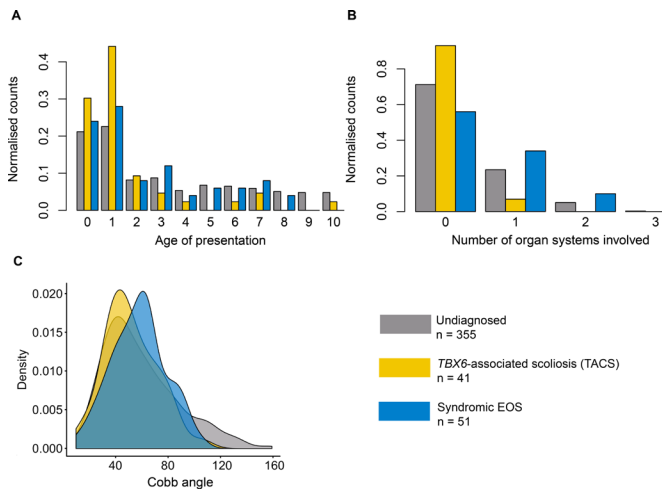 A
Normalised counts
0.4
0.3
0.2
0.1
0.0
0 1 2 3 4 5 6 7 8 9 10
Age of presentation
B
Normalised counts
0.8
0.6
0.4
0.2
0.0
0 1 2 3
Number of organ systems involved
C
Density
0.020
0.015
0.010
0.005
0.000
40 80 120 160
Cobb angle
Undiagnosed
n = 355
TBX6-associated scoliosis (TACS)
n = 41
Syndromic EOS
n = 51